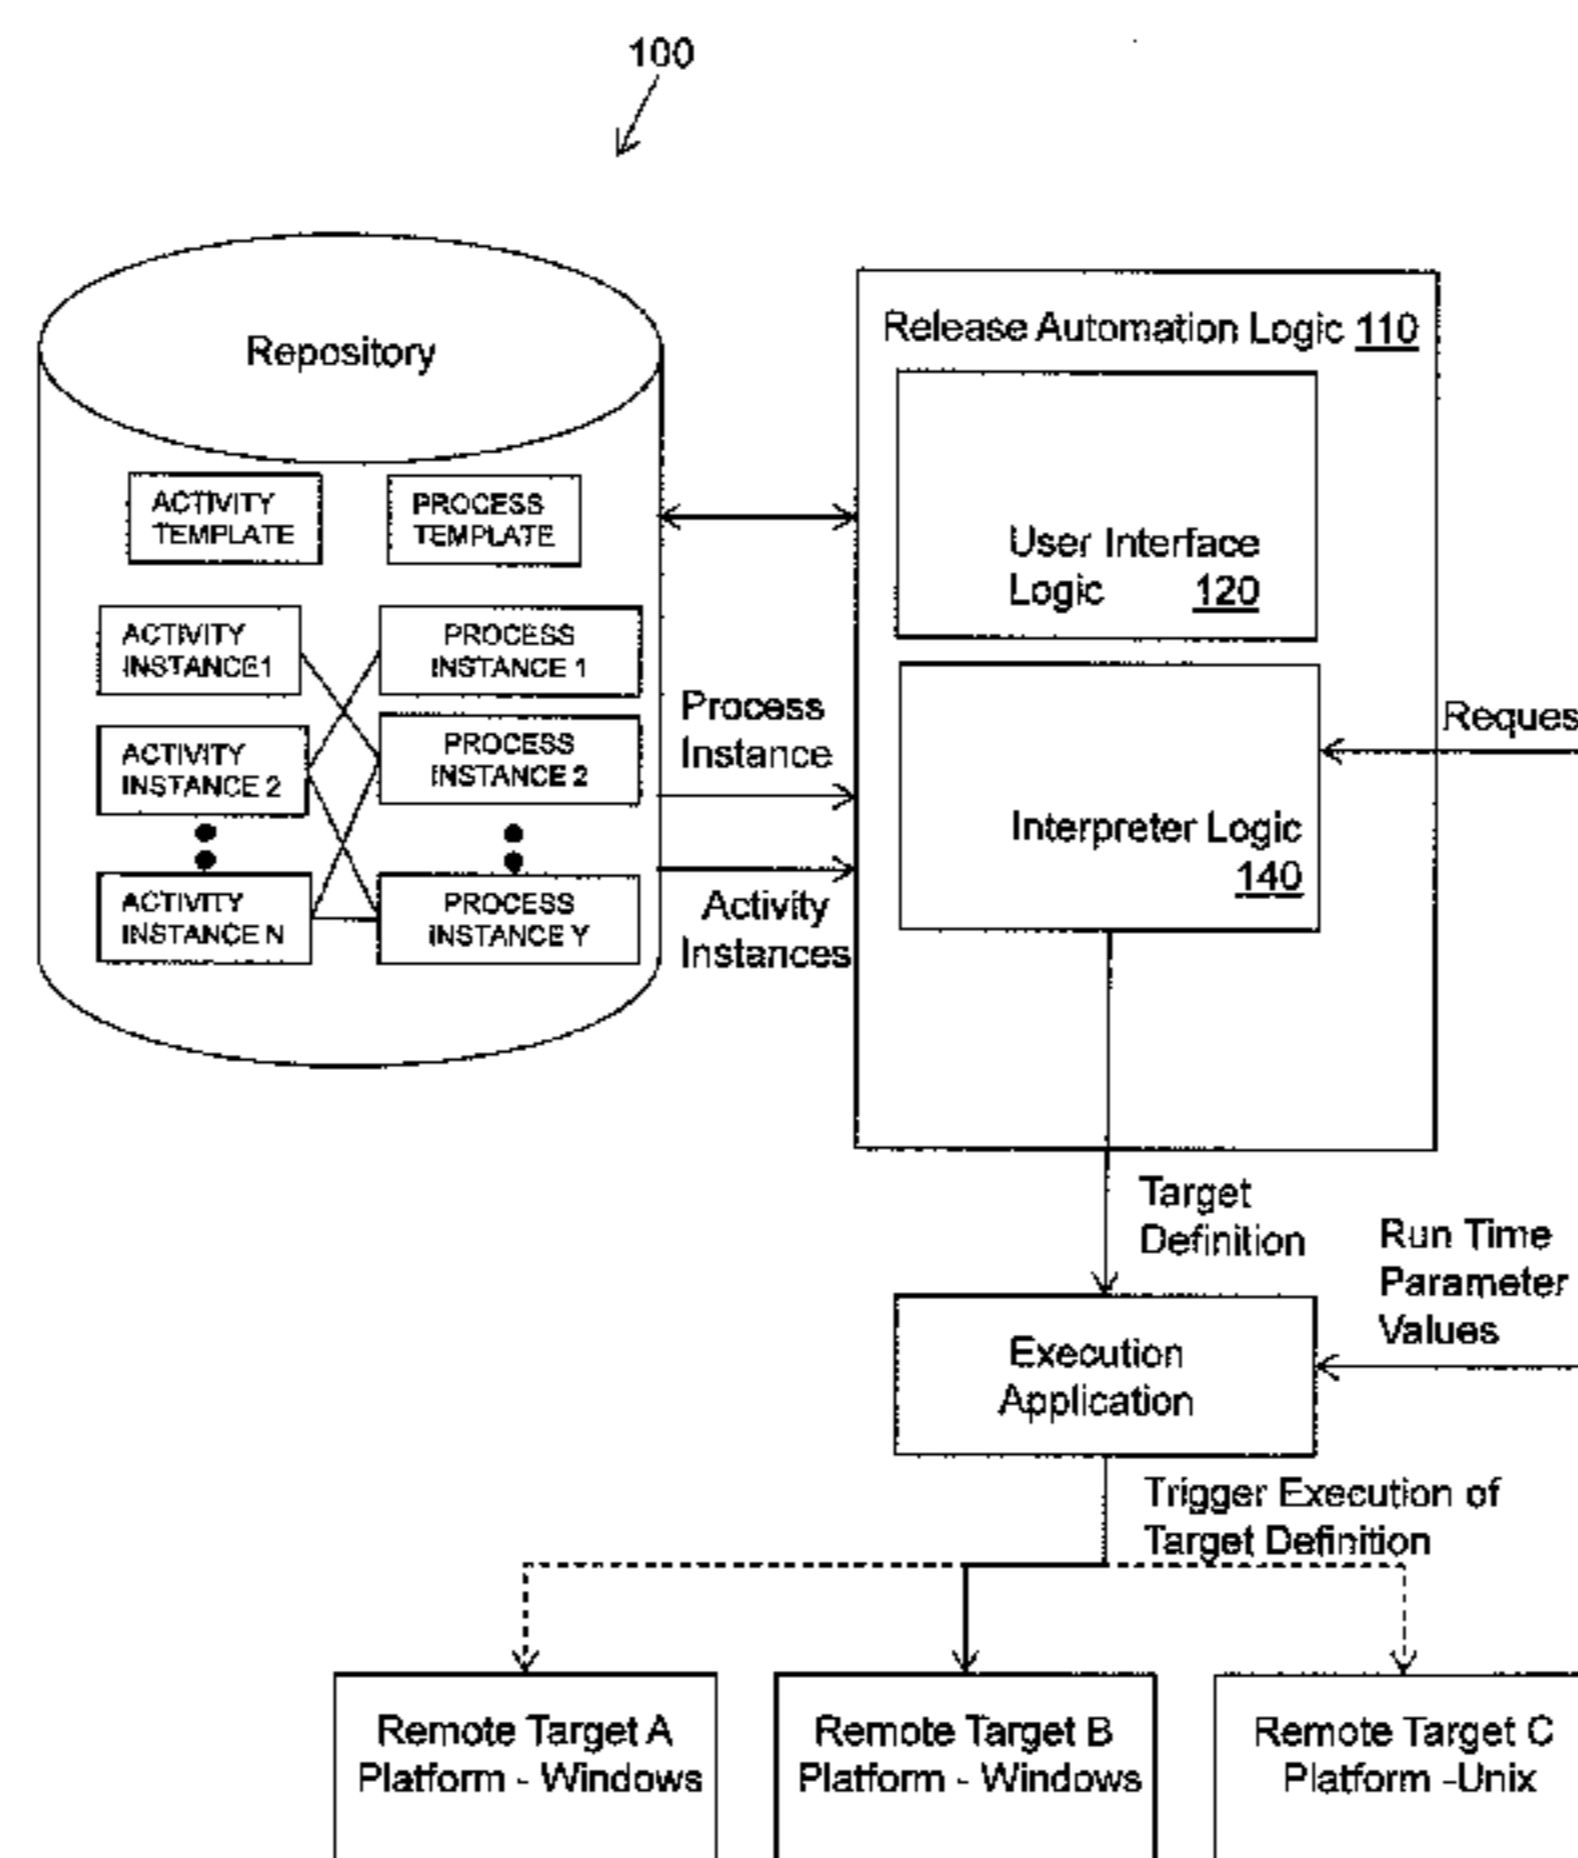 100
Repository
ACTIVITY
TEMPLATE
PROCESS
TEMPLATE
ACTIVITY
INSTANCE1
PROCESS
INSTANCE 1
ACTIVITY
INSTANCE 2
PROCESS
INSTANCE 2
ACTIVITY
INSTANCE N
PROCESS
INSTANCE Y
Process
Instance
Activity
Instances
Release Automation Logic 110
User Interface
Logic 120
Interpreter Logic
140
Reques
Target
Definition
Run Time
Parameter
Values
Execution
Application
Trigger Execution of
Target Definition
Remote Target A
Platform - Windows
Remote Target B
Platform - Windows
Remote Target C
Platform -Unix